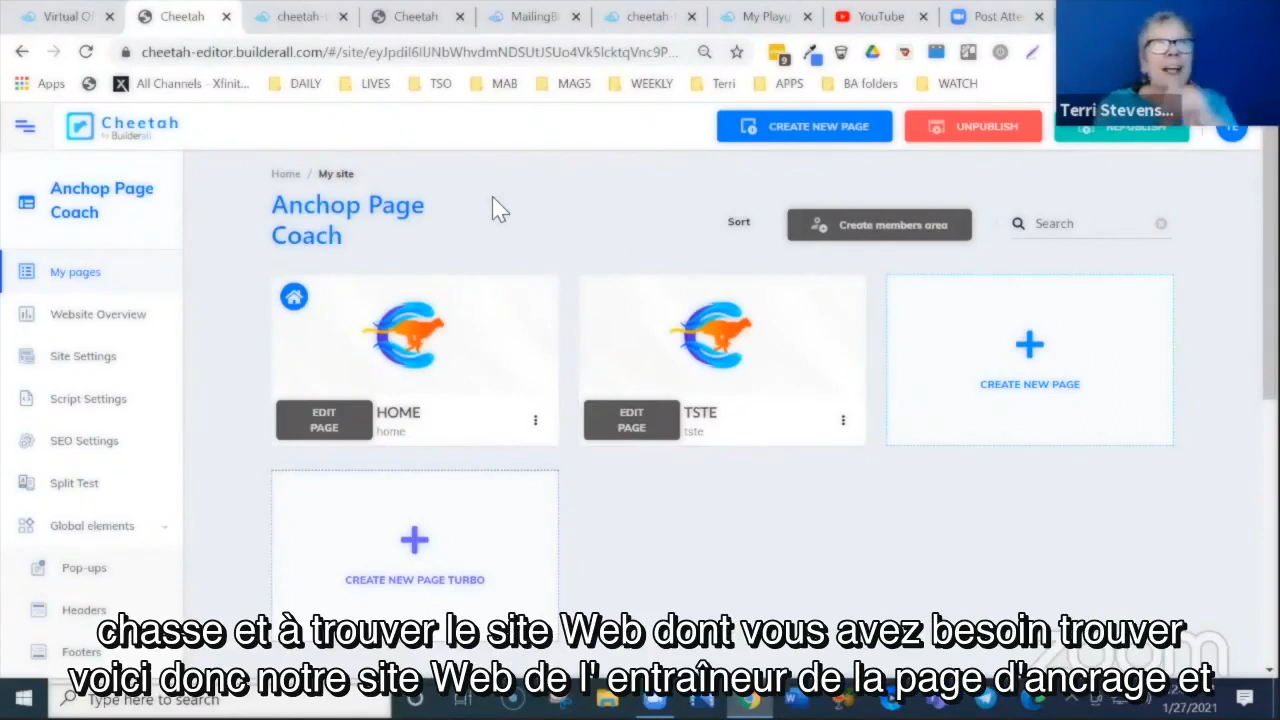 Virtual Of
Cheetah
cheetah-
Cheetah
MailingB
cheetah-
My Playu
YouTube
Post Atte
cheetah-editor.builderall.com/#/site/
Apps
All Channels - Xfinit...
DAILY
LIVES
TSO
MAB
MAG5
WEEKLY
Terri
APPS
BA folders
WATCH
9
Terri Stevens...
Cheetah
by Builderall
CREATE NEW PAGE
UNPUBLISH
REPUBLISH
TE
Anchop Page
Coach
My pages
Website Overview
Site Settings
Script Settings
SEO Settings
Split Test
Global elements
Pop-ups
Headers
Footers
Home / My site
Anchop Page
Coach
Sort
Create members area
Search
EDIT
PAGE
HOME
home
EDIT
PAGE
TSTE
tste
CREATE NEW PAGE
CREATE NEW PAGE TURBO
chasse et à trouver le site Web dont vous avez besoin trouver
voici donc notre site Web de l' entraîneur de la page d'ancrage et
zoom
Type here to search
1/27/2021